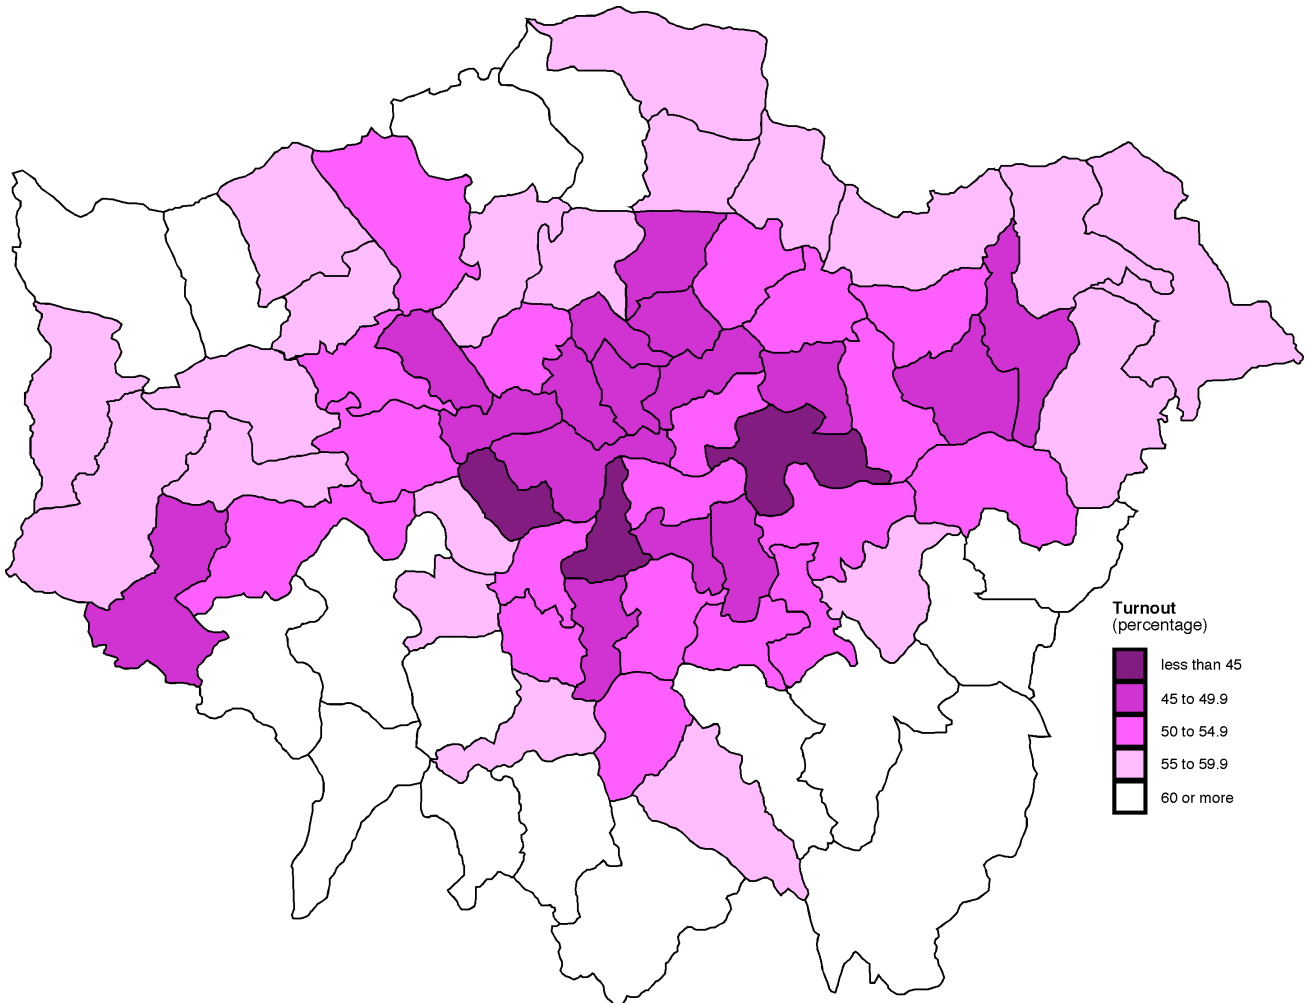 Turnout
(percentage)
less than 45
45 to 49.9
50 to 54.9
55 to 59.9
60 or more